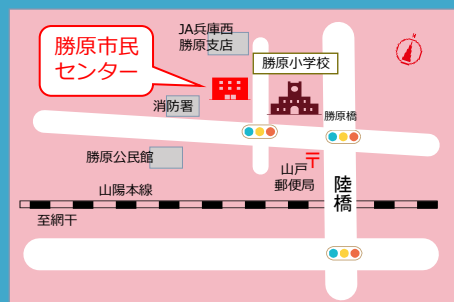 JA兵庫西
勝原支店
勝原市民
センター
勝原小学校
消防署
勝原橋
勝原公民館
〒
山戸
郵便局
陸橋
山陽本線
至網干